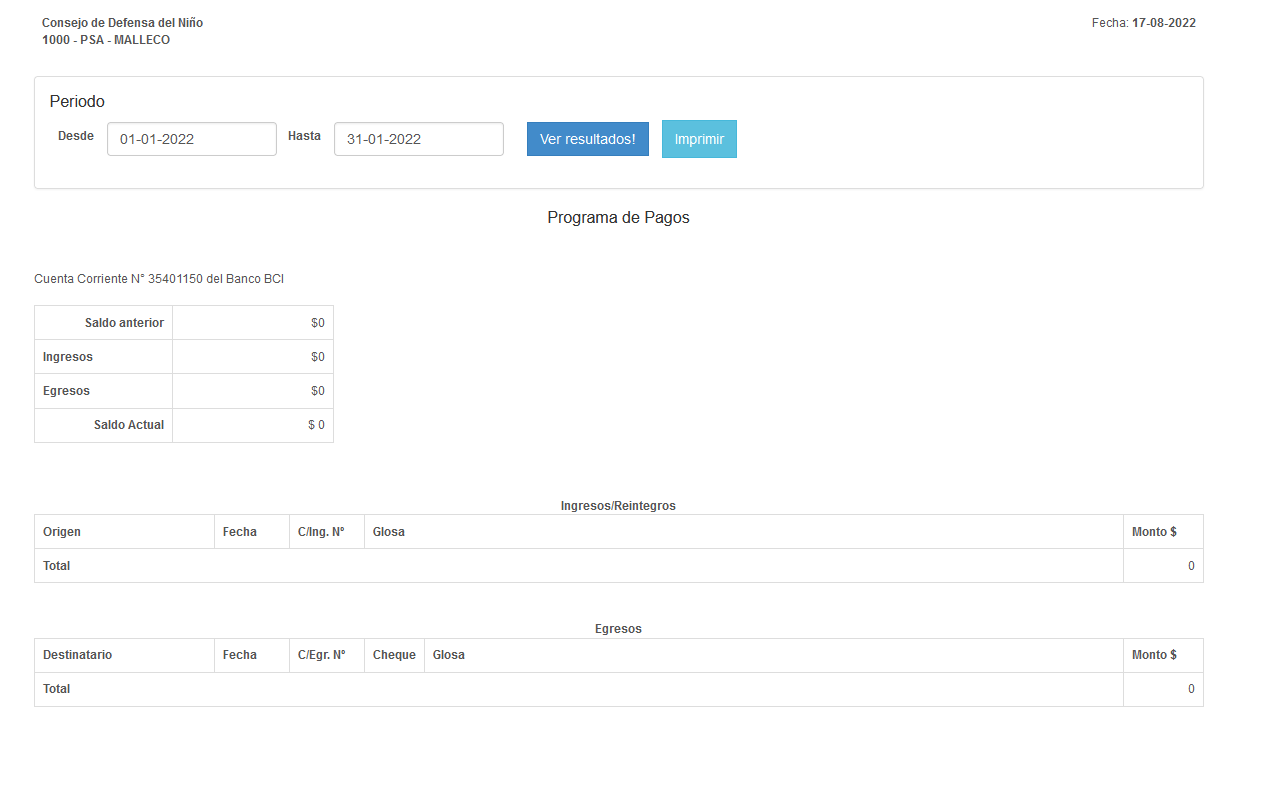 Consejo de Defensa del Niño
Fecha: 17-08-2022
1000 - PSA - MALLECO
Periodo
Desde 01-01-2022 Hasta 31-01-2022 Ver resultados! Imprimir
Programa de Pagos
Cuenta Corriente N° 35401150 del Banco BCI
Saldo anterior $0
Ingresos $0
Egresos $0
Saldo Actual $ 0
Ingresos/Reintegros
Origen Fecha C/Ing. Nº Glosa Monto $
Total 0
Egresos
Destinatario Fecha C/Egr. Nº Cheque Glosa Monto $
Total 0